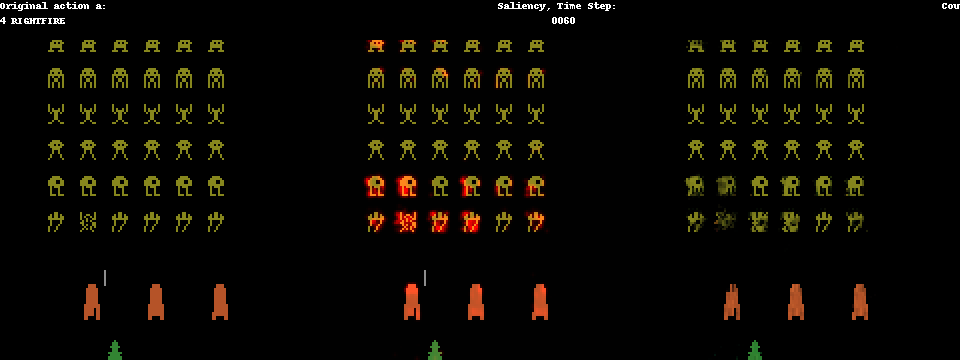 Original action a:
4 RIGHTFIRE
Saliency, Time Step:
0060
Cou